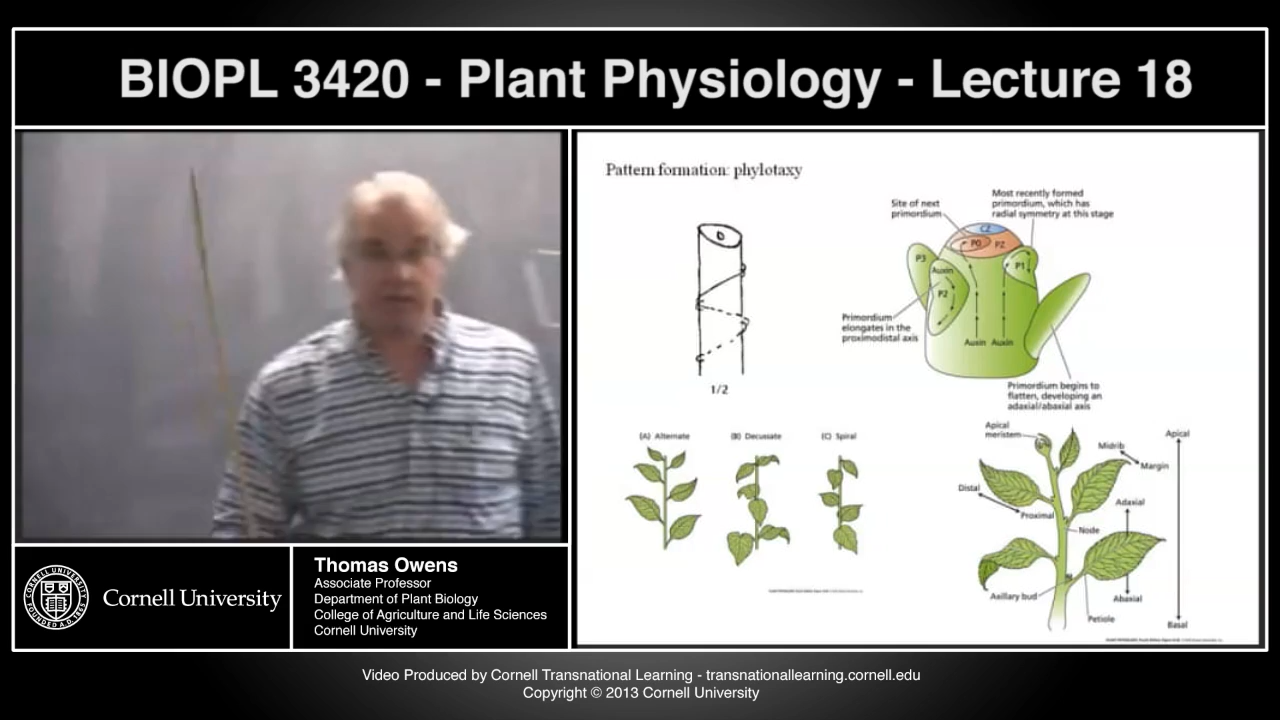 BIOPL 3420 - Plant Physiology - Lecture 18
Pattern formation: phylotaxy
Site of next
primordium
Most recently formed
primordium, which has
radial symmetry at this stage
CZ
P0
PZ
P3
Auxin
P1
P2
Primordium
elongates in the
proximodistal axis
Auxin Auxin
Primordium begins to
flatten, developing an
adaxial/abaxial axis
1/2
(A) Alternate
(B) Decussate
(C) Spiral
Apical
meristem
Midrib
Margin
Apical
Distal
Proximal
Adaxial
Node
Axillary bud
Abaxial
Petiole
Basal
Cornell University
Thomas Owens
Associate Professor
Department of Plant Biology
College of Agriculture and Life Sciences
Cornell University
Video Produced by Cornell Transnational Learning - transnationallearning.cornell.edu
Copyright © 2013 Cornell University